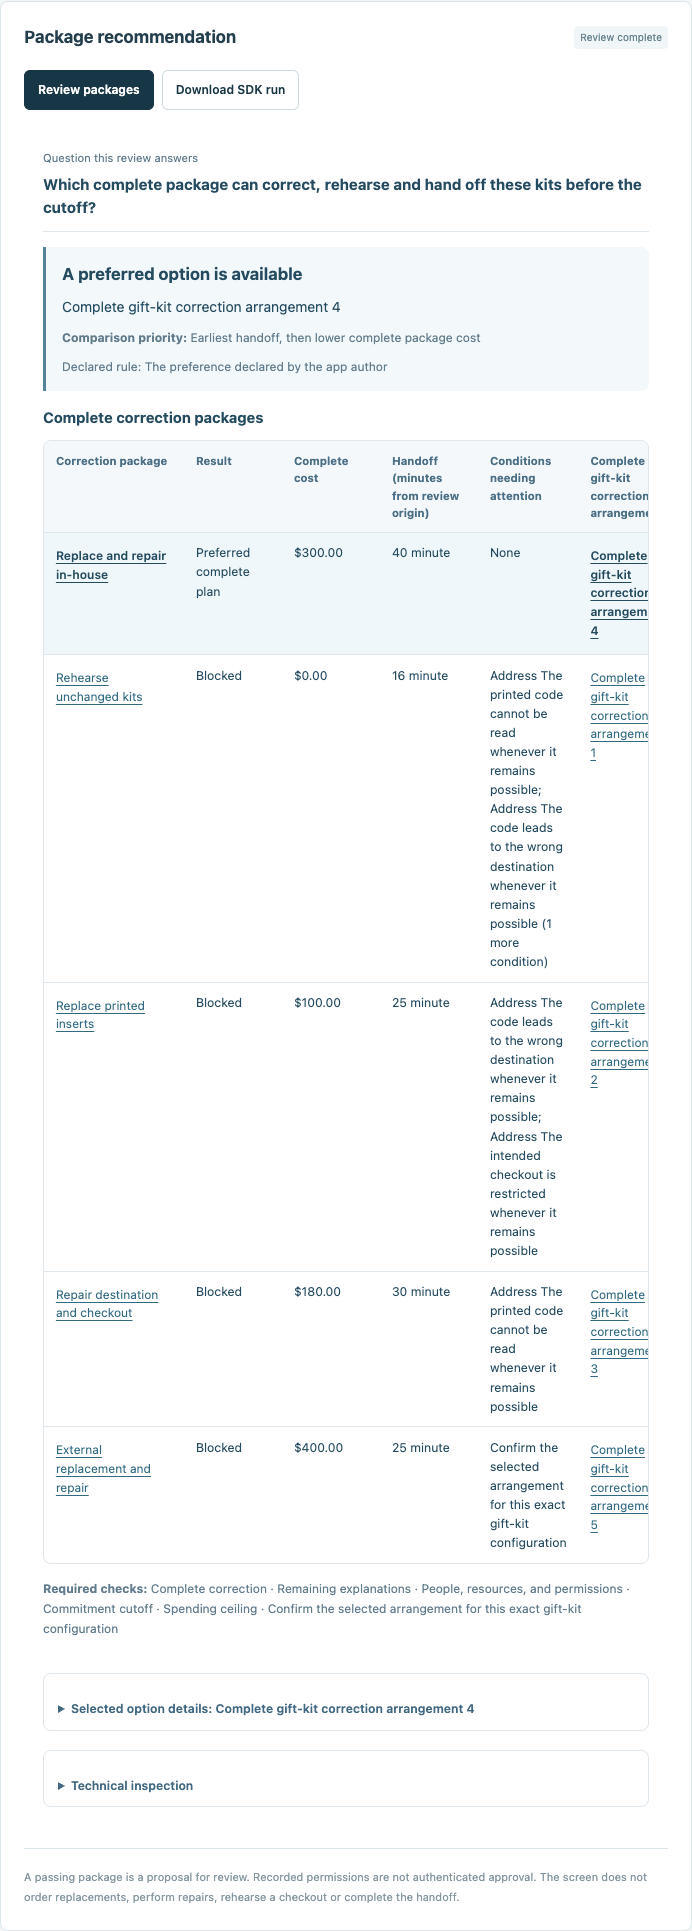 Package recommendation
Review complete
Review packages
Download SDK run
Question this review answers
Which complete package can correct, rehearse and hand off these kits before the
cutoff?
A preferred option is available
Complete gift-kit correction arrangement 4
Comparison priority: Earliest handoff, then lower complete package cost
Declared rule: The preference declared by the app author
Complete correction packages
Correction package
Result
Complete
cost
Handoff
(minutes
from review
origin)
Conditions
needing
attention
Complete
gift-kit
correction
arrangeme
Replace and repair
in-house
Preferred
complete
plan
$300.00
40 minute
None
Complete
gift-kit
correction
arrangem
4
Rehearse
unchanged kits
Blocked
$0.00
16 minute
Address The
printed code
cannot be
read
whenever it
remains
possible;
Address The
code leads
to the wrong
destination
whenever it
remains
possible (1
more
condition)
Complete
gift-kit
correction
arrangeme
1
Replace printed
inserts
Blocked
$100.00
25 minute
Address The
code leads
to the wrong
destination
whenever it
remains
possible;
Address The
intended
checkout is
restricted
whenever it
remains
possible
Complete
gift-kit
correction
arrangeme
2
Repair destination
and checkout
Blocked
$180.00
30 minute
Address The
printed code
cannot be
read
whenever it
remains
possible
Complete
gift-kit
correction
arrangeme
3
External
replacement and
repair
Blocked
$400.00
25 minute
Confirm the
selected
arrangement
for this exact
gift-kit
configuration
Complete
gift-kit
correction
arrangeme
5
Required checks: Complete correction · Remaining explanations · People, resources, and permissions ·
Commitment cutoff · Spending ceiling · Confirm the selected arrangement for this exact gift-kit
configuration
▶ Selected option details: Complete gift-kit correction arrangement 4
▶ Technical inspection
A passing package is a proposal for review. Recorded permissions are not authenticated approval. The screen does not
order replacements, perform repairs, rehearse a checkout or complete the handoff.